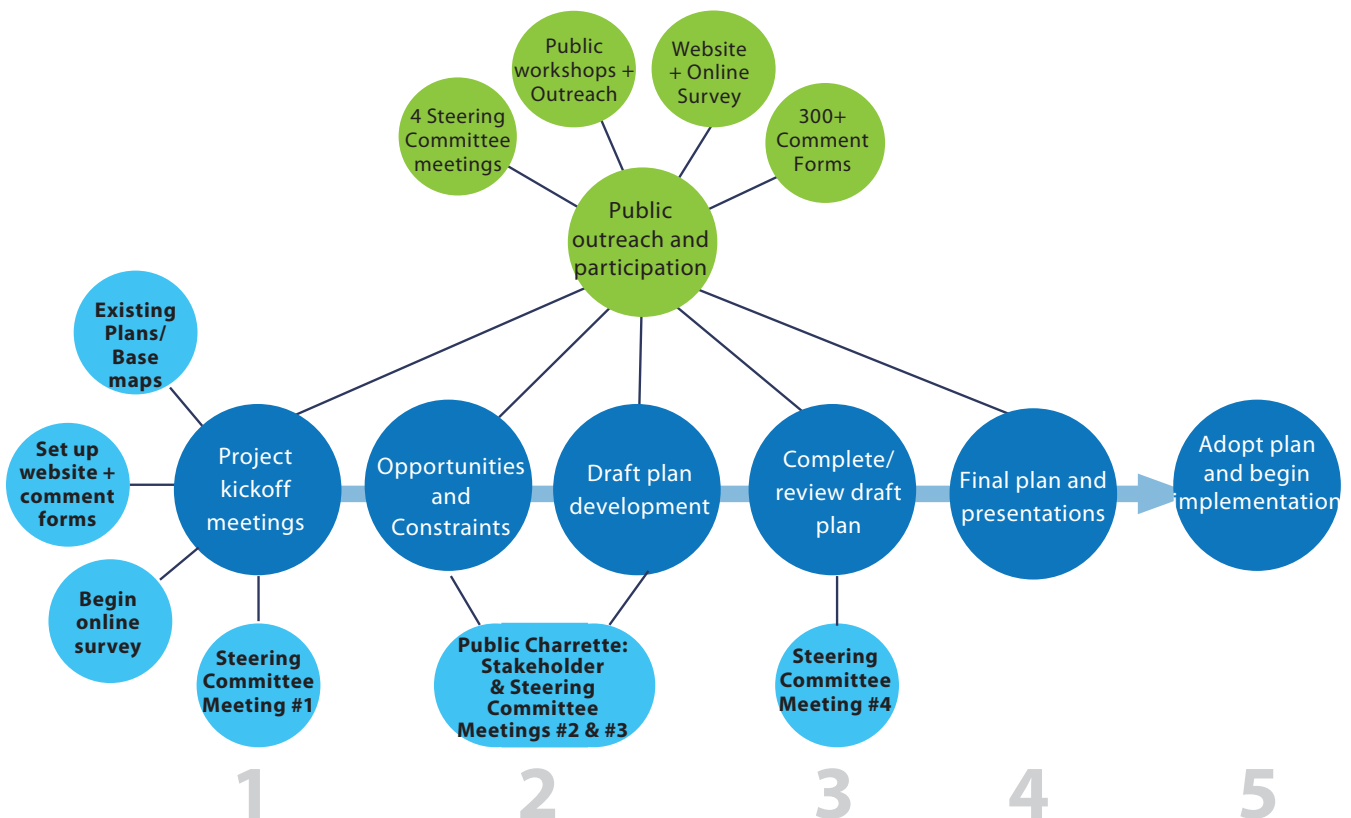 Public
workshops +
Outreach
Website
+ Online
Survey
4 Steering
Committee
meetings
300+
Comment
Forms
Public
outreach and
participation
Existing
Plans/
Base
maps
Set up
website +
comment
forms
Begin
online
survey
Project
kickoff
meetings
Opportunities
and
Constraints
Draft plan
development
Complete/
review draft
plan
Final plan and
presentations
Adopt plan
and begin
implementation
Steering
Committee
Meeting #1
Public Charrette:
Stakeholder
& Steering
Committee
Meetings #2 & #3
Steering
Committee
Meeting #4
1
2
3
4
5